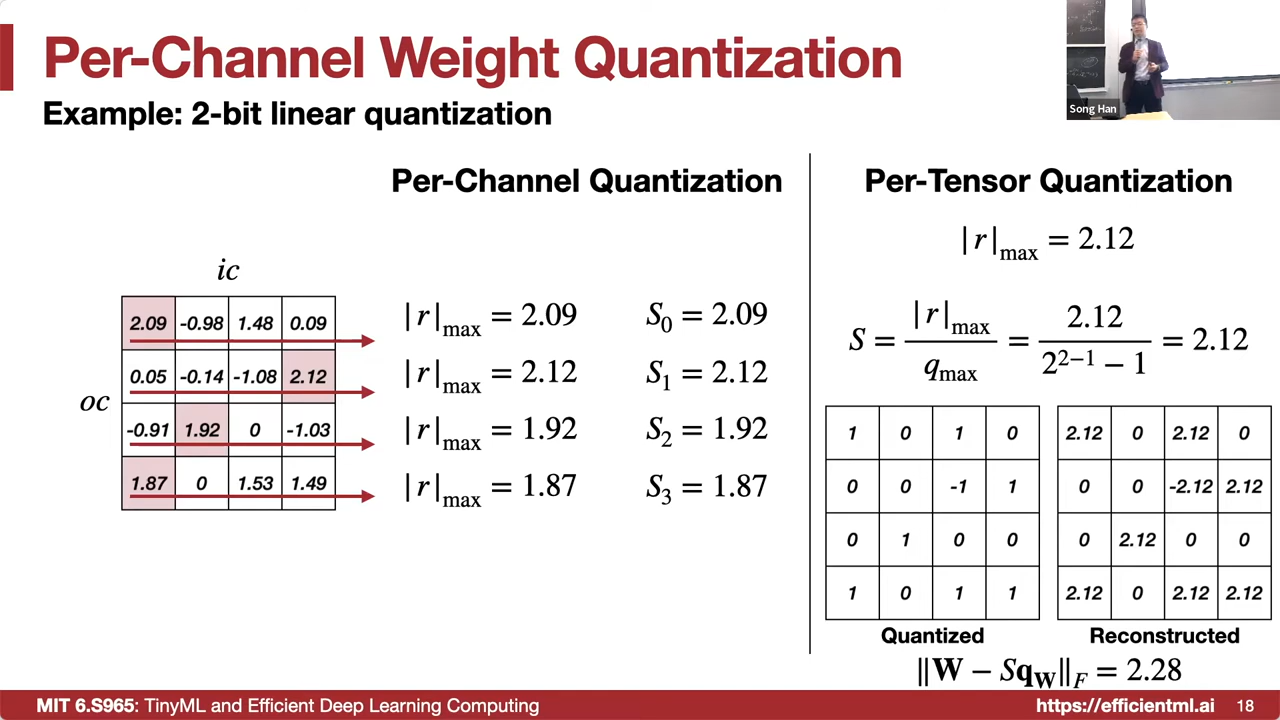 Per-Channel Weight Quantization
Example: 2-bit linear quantization
Song Han
Per-Channel Quantization
ic
oc
2.09 -0.98 1.48 0.09
0.05 -0.14 -1.08 2.12
-0.91 1.92 0 -1.03
1.87 0 1.53 1.49
|r|max = 2.09 S0 = 2.09
|r|max = 2.12 S1 = 2.12
|r|max = 1.92 S2 = 1.92
|r|max = 1.87 S3 = 1.87
Per-Tensor Quantization
|r|max = 2.12
S = |r|max / qmax = 2.12 / 2^(2−1) − 1 = 2.12
1 0 1 0
0 0 -1 1
0 1 0 0
1 0 1 1
Quantized
2.12 0 2.12 0
0 0 -2.12 2.12
0 2.12 0 0
2.12 0 2.12 2.12
Reconstructed
‖W − SqW‖F = 2.28
MIT 6.S965: TinyML and Efficient Deep Learning Computing
https://efficientml.ai
18